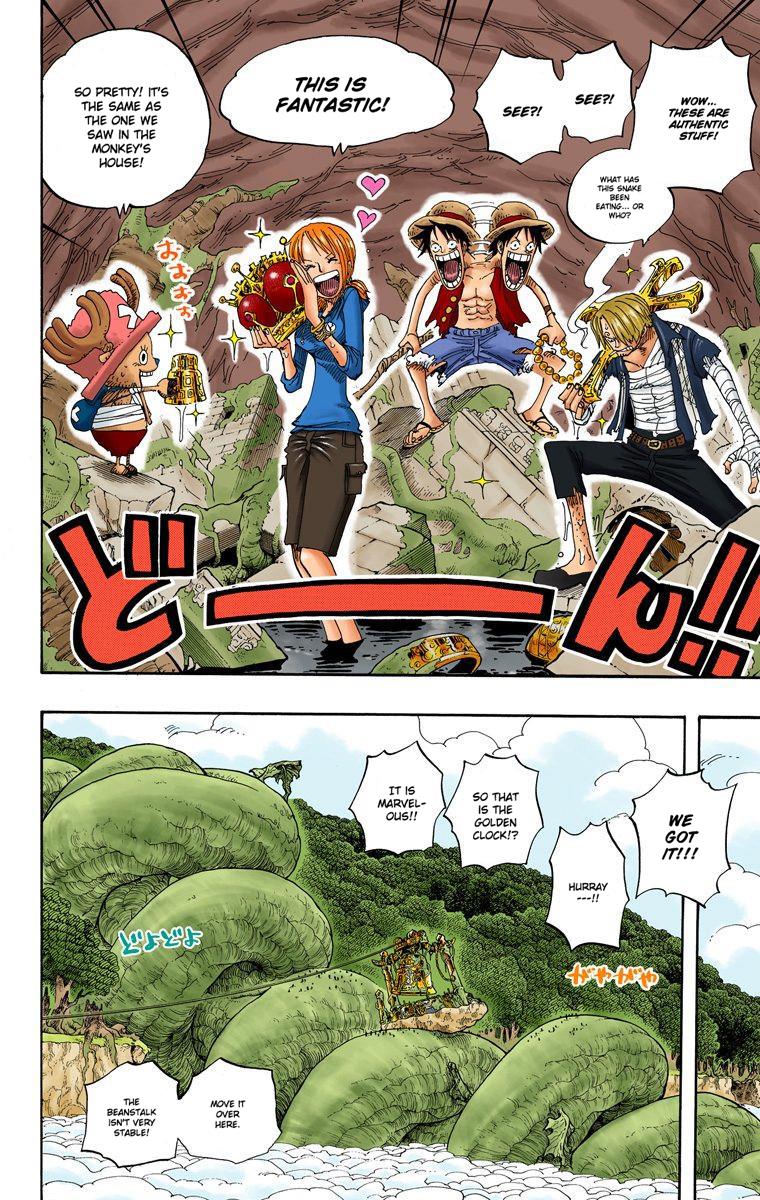 WOW...
THESE ARE
AUTHENTIC
STUFF!
WHAT HAS
THIS SNAKE
BEEN
EATING... OR
WHO?
SEE?!
SEE?!
THIS IS
FANTASTIC!
SO PRETTY! IT'S
THE SAME AS
THE ONE WE
SAW IN THE
MONKEY'S
HOUSE!
おおぉぉ
どーーん!!
WE
GOT
IT!!!
HURRAY
---!!
SO THAT
IS THE
GOLDEN
CLOCK!?
IT IS
MARVEL-
OUS!!
がやがや
どよどよ
MOVE IT
OVER
HERE.
THE
BEANSTALK
ISN'T VERY
STABLE!